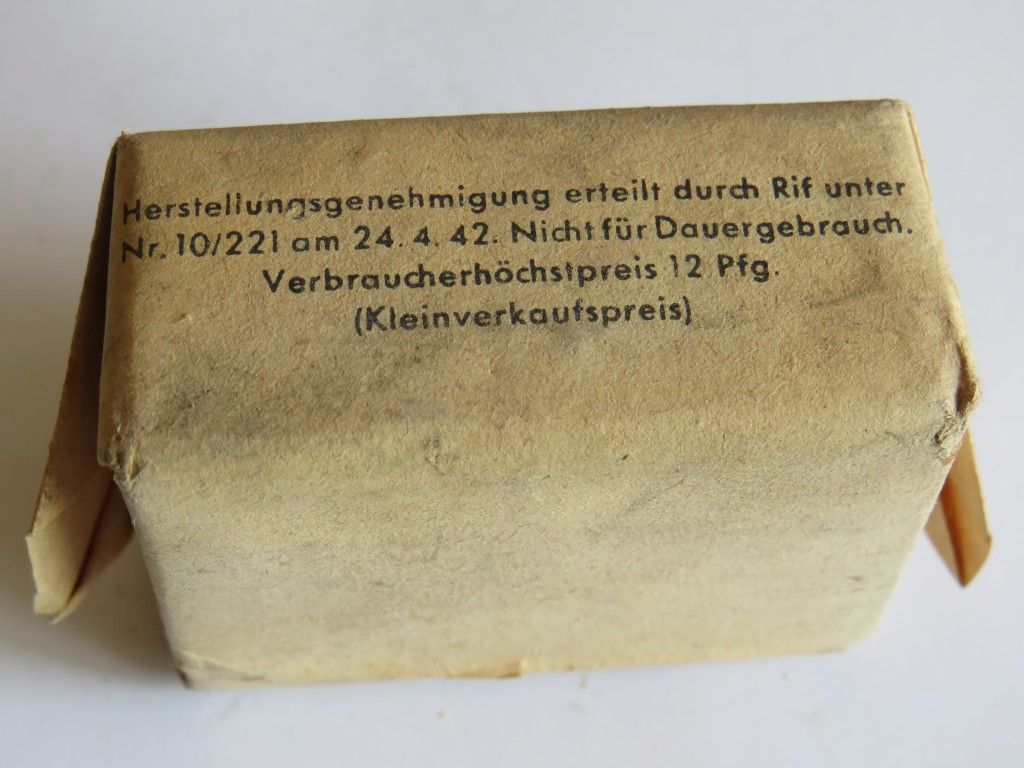 Herstellungsgenehmigung erteilt durch Rif unter
Nr. 10/221 am 24. 4. 42. Nicht für Dauergebrauch.
Verbraucherhöchstpreis 12 Pfg.
(Kleinverkaufspreis)